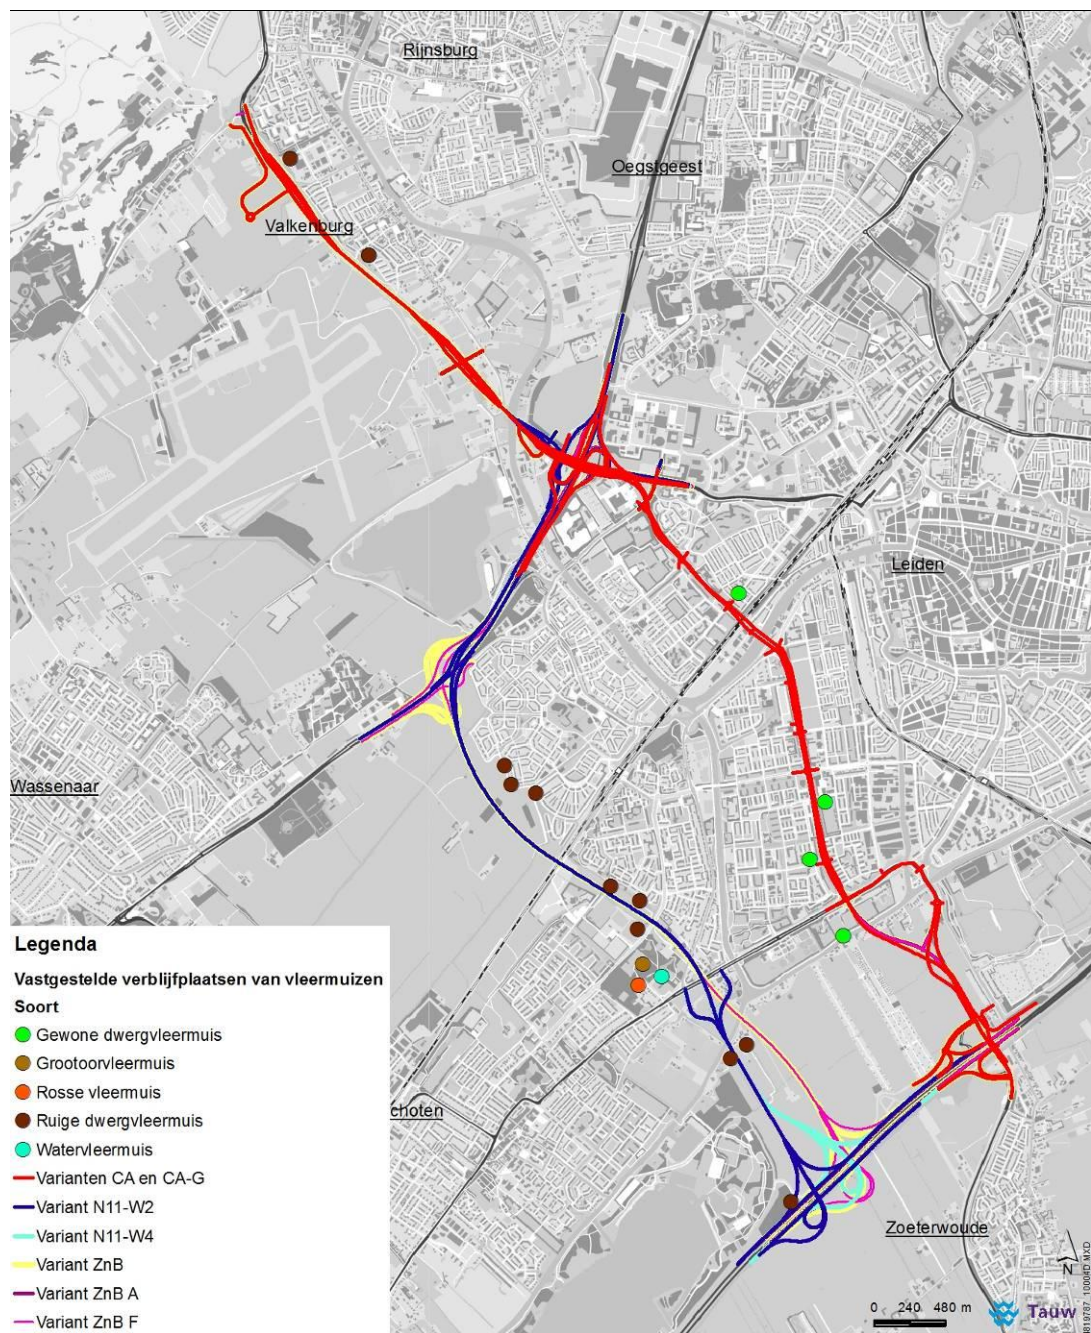 Rijnsburg
Oegstgeest
Valkenburg
Leiden
Wassenaar
Legenda
Vastgestelde verblijfplaatsen van vleermuizen
Soort
Gewone dwergvleermuis
Grootoorvleermuis
Rosse vleermuis
Ruige dwergvleermuis
Watervleermuis
Varianten CA en CA-G
Variant N11-W2
Variant N11-W4
Variant ZnB
Variant ZnB A
Variant ZnB F
choten
Zoeterwoude
N
0 240 480 m
Tauw